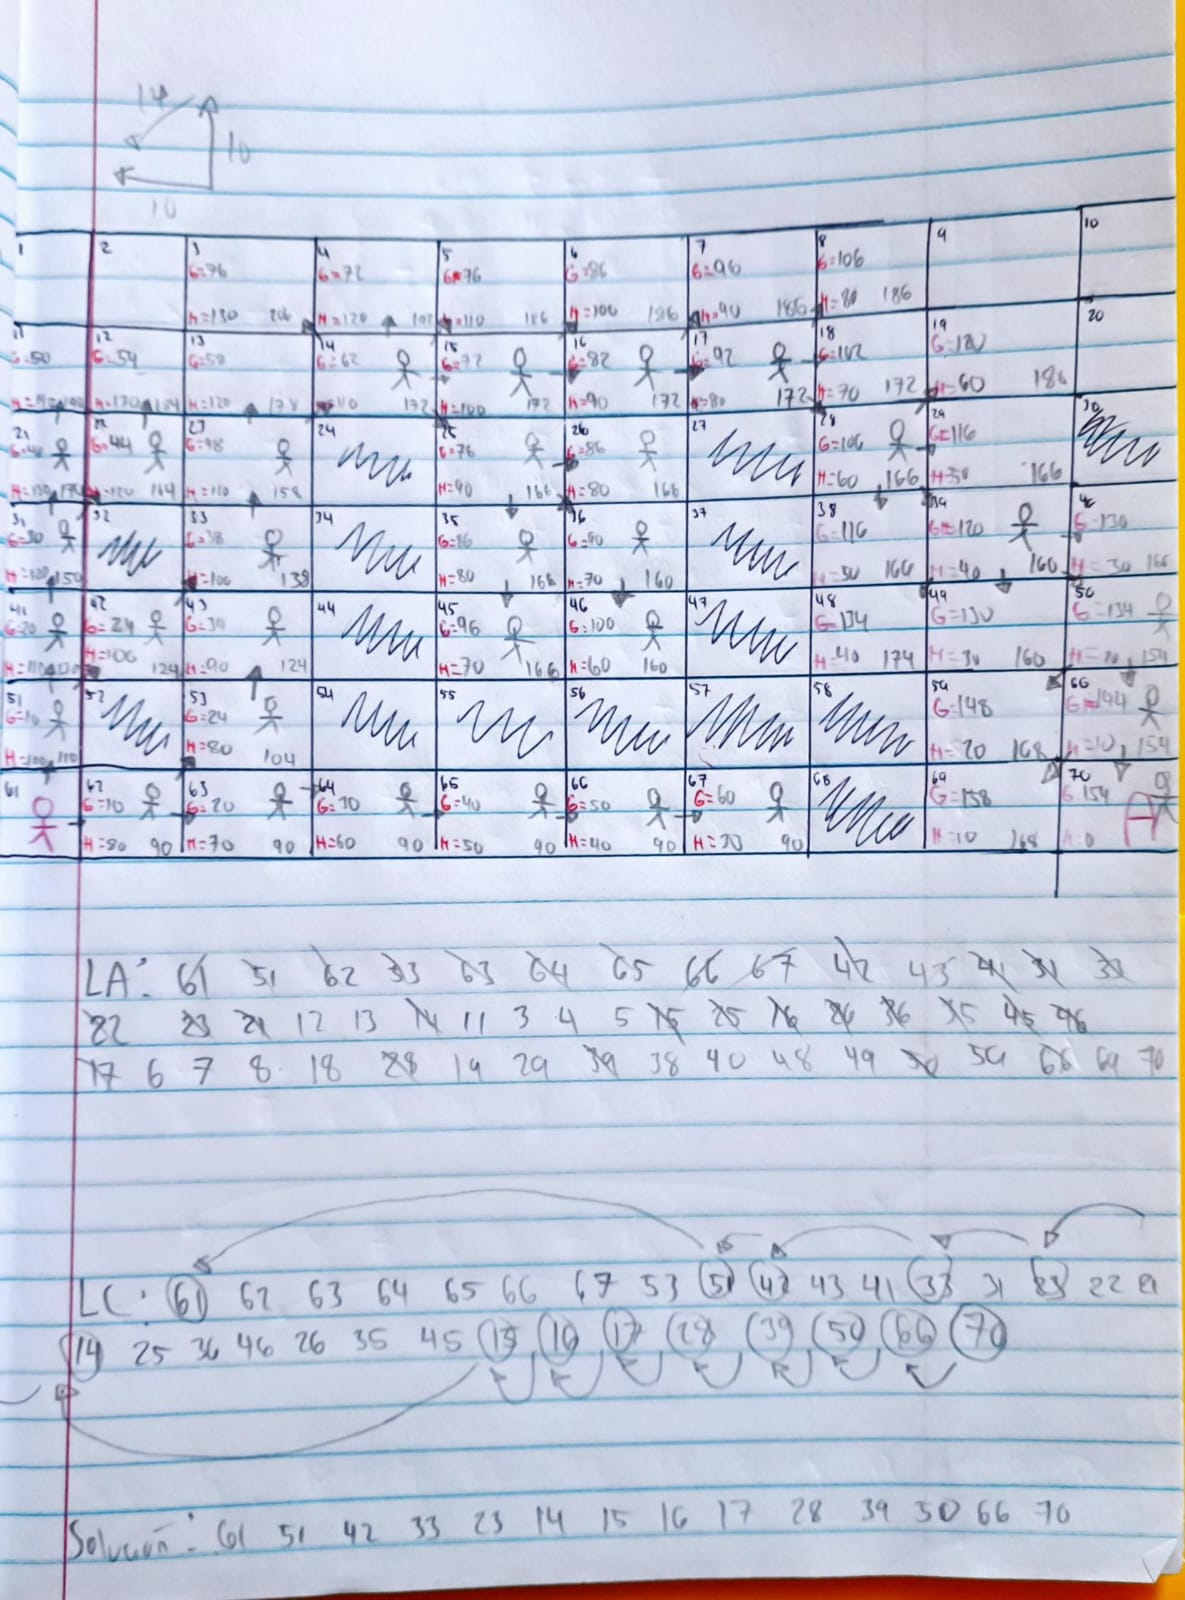 14
10
10
1 2 3 4 5 6 7 8 9 10
G=76 G=72 G=76 G=86 G=96 G=106
H=130 206 H=120 192 H=110 186 H=100 186 H=90 186 H=80 186
11 12 13 14 15 16 17 18 19 20
G=50 G=54 G=58 G=62 G=72 G=82 G=92 G=102 G=120
H=130 184 H=120 178 H=110 172 H=100 172 H=90 172 H=80 172 H=70 172 H=60 186
21 22 23 24 25 26 27 28 29 30
G=40 G=44 G=48 G=76 G=86 G=106 G=116
H=130 170 H=120 164 H=110 158 H=90 166 H=80 166 H=60 166 H=50 166
31 32 33 34 35 36 37 38 39 40
G=30 G=38 G=86 G=90 G=116 G=120 G=130
H=120 150 H=100 138 H=80 166 H=70 160 H=50 166 H=40 160 H=30 166
41 42 43 44 45 46 47 48 49 50
G=20 G=24 G=34 G=96 G=100 G=134 G=130 G=134
H=110 H=100 124 H=90 124 H=70 166 H=60 160 H=40 174 H=30 160 H=20 154
51 52 53 54 55 56 57 58 59 60
G=10 G=24 G=148 G=144
H=100 110 H=80 104 H=20 168 H=10 154
61 62 63 64 65 66 67 68 69 70
G=10 G=20 G=30 G=40 G=50 G=60 G=158 G 154 A
H=80 90 H=70 90 H=60 90 H=50 90 H=40 90 H=30 90 H=10 168 H=0
LA: 61 51 62 53 63 64 65 66 67 42 43 41 31 33
22 23 21 12 13 14 11 3 4 5 15 25 16 26 36 35 45 46
17 6 7 8 18 28 19 29 39 38 40 48 49 50 59 66 69 70
LC: 61 62 63 64 65 66 67 53 51 42 43 41 33 31 23 22 21
14 25 36 46 26 35 45 15 16 17 28 39 50 66 70
Solución: 61 51 42 33 23 14 15 16 17 28 39 50 66 70